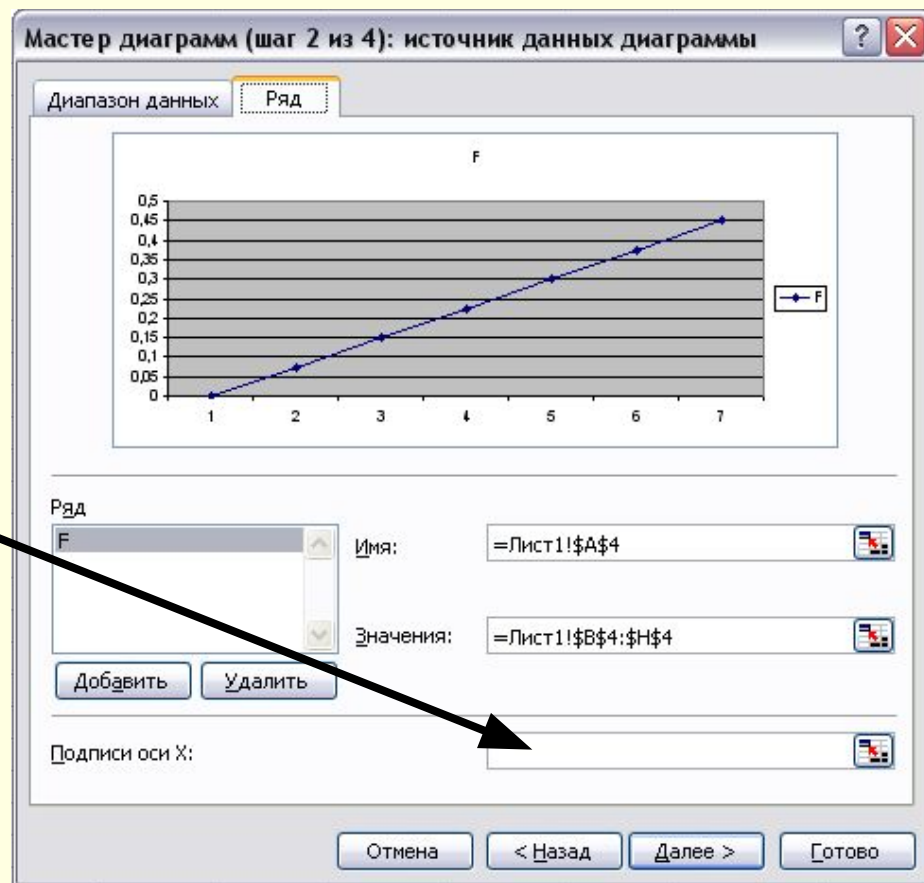 Мастер диаграмм (шаг 2 из 4): источник данных диаграммы ?
Диапазон данных Ряд
F
0,5
0,45
0,4
0,35
0,3
0,25
0,2
0,15
0,1
0,05
0
F
1 2 3 4 5 6 7
Ряд
F
Имя: =Лист1!$A$4
Значения: =Лист1!$B$4:$H$4
Добавить Удалить
Подписи оси X:
Отмена < Назад Далее > Готово